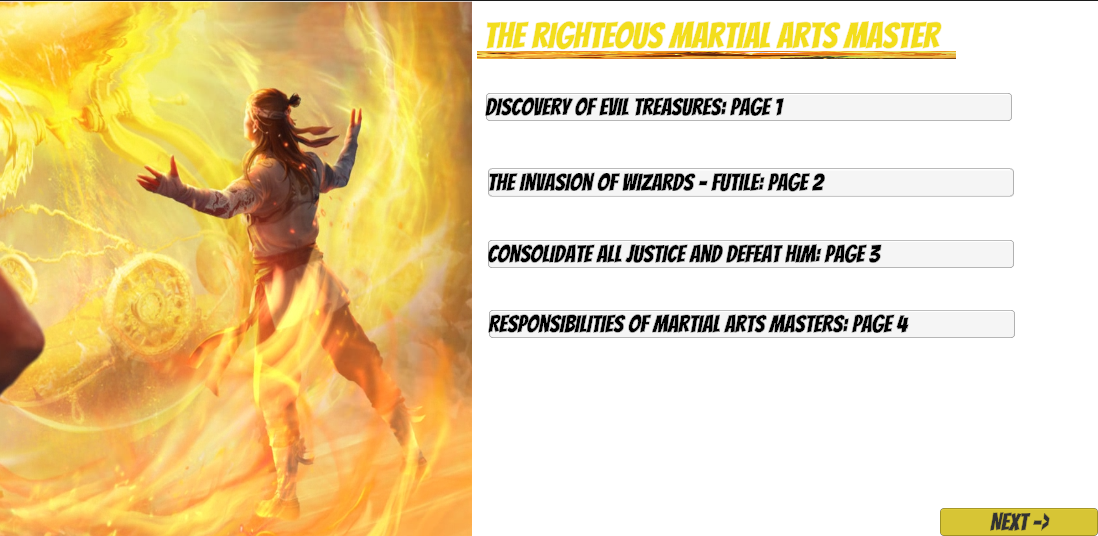 THE RIGHTEOUS MARTIAL ARTS MASTER
DISCOVERY OF EVIL TREASURES: PAGE 1
THE INVASION OF WIZARDS - FUTILE: PAGE 2
CONSOLIDATE ALL JUSTICE AND DEFEAT HIM: PAGE 3
RESPONSIBILITIES OF MARTIAL ARTS MASTERS: PAGE 4
NEXT ->